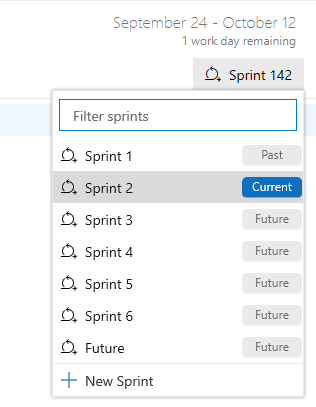 September 24 - October 12
1 work day remaining
Sprint 142
Filter sprints
Sprint 1 Past
Sprint 2 Current
Sprint 3 Future
Sprint 4 Future
Sprint 5 Future
Sprint 6 Future
Future Future
New Sprint